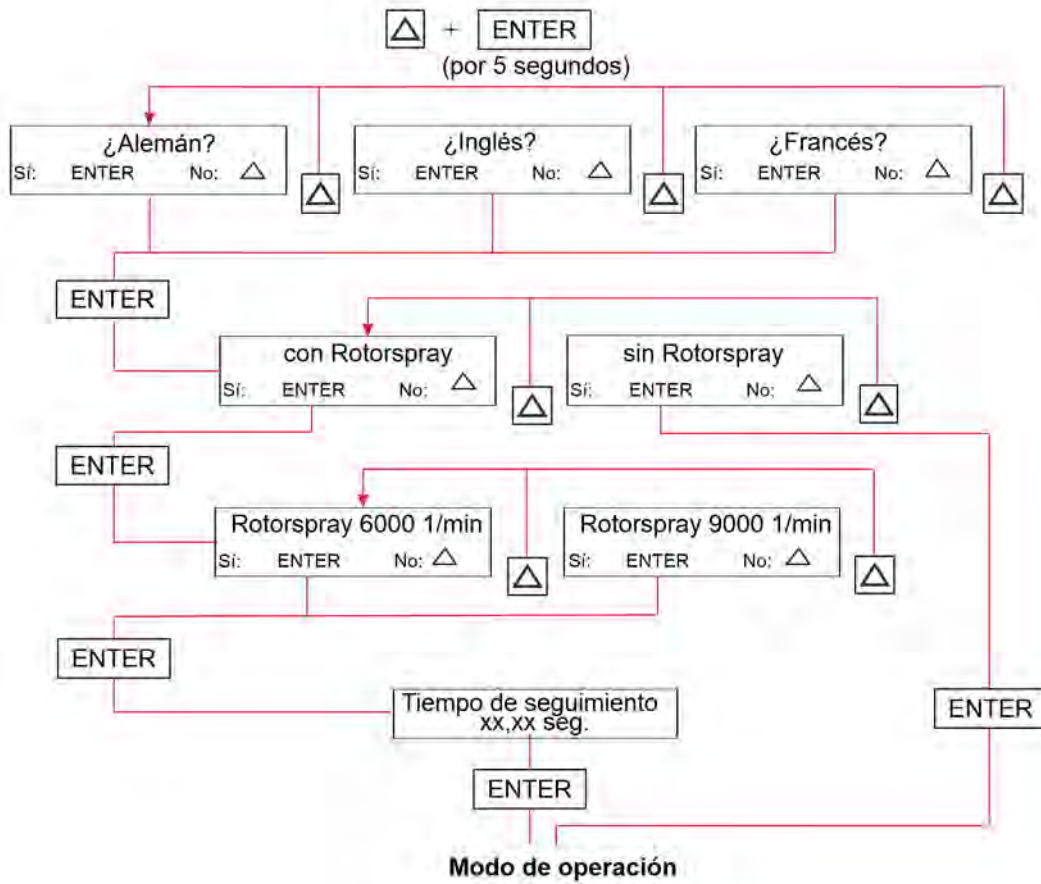 + ENTER
(por 5 segundos)
¿Alemán?
Sí: ENTER No:
¿Inglés?
Sí: ENTER No:
¿Francés?
Sí: ENTER No:
ENTER
con Rotorspray
Sí: ENTER No:
sin Rotorspray
Sí: ENTER No:
ENTER
Rotorspray 6000 1/min
Sí: ENTER No:
Rotorspray 9000 1/min
Sí: ENTER No:
ENTER
Tiempo de seguimiento
xx,xx seg.
ENTER
ENTER
Modo de operación